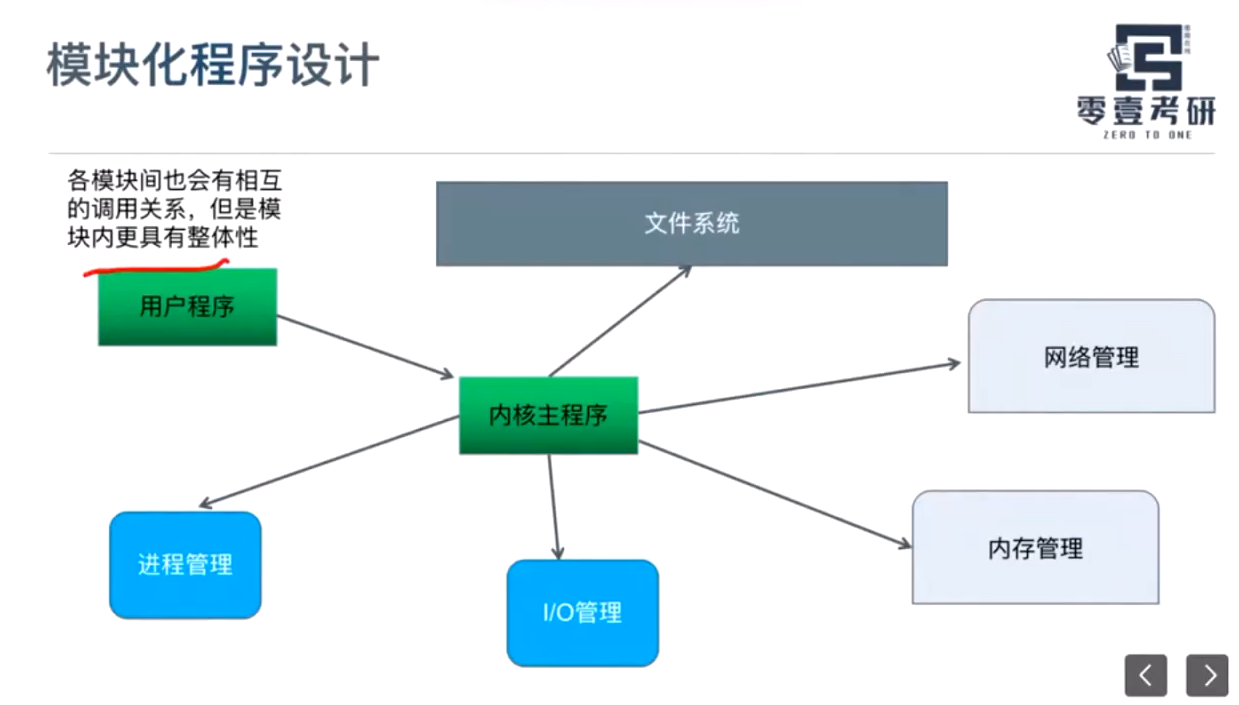 模块化程序设计
零壹考研
ZERO TO ONE
各模块间也会有相互
的调用关系，但是模
块内更具有整体性
文件系统
用户程序
网络管理
内核主程序
内存管理
进程管理
I/O管理